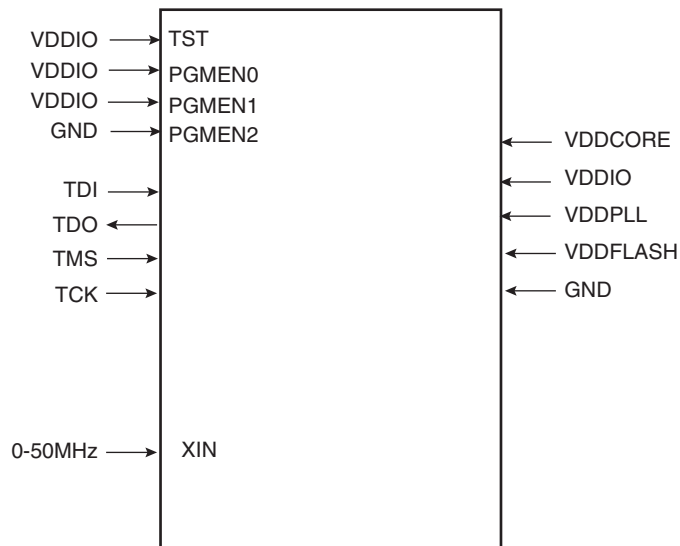 VDDIO TST
VDDIO PGMEN0
VDDIO PGMEN1
GND PGMEN2
VDDCORE
VDDIO
TDI
VDDPLL
TDO
VDDFLASH
TMS
GND
TCK
0-50MHz XIN